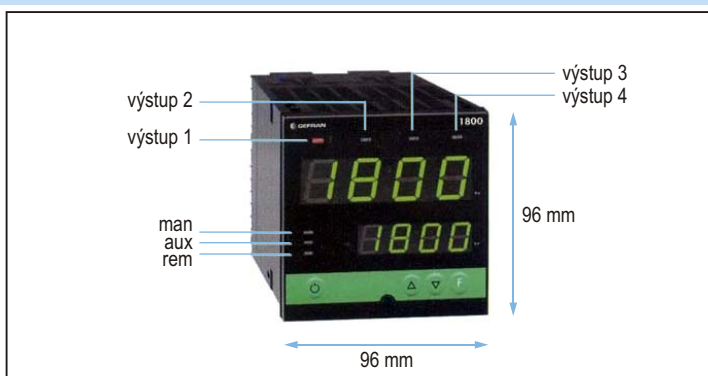 výstup 3
výstup 4
výstup 2
výstup 1
GEFRAN
1800
1800
1800
man
aux
rem
F
96 mm
96 mm